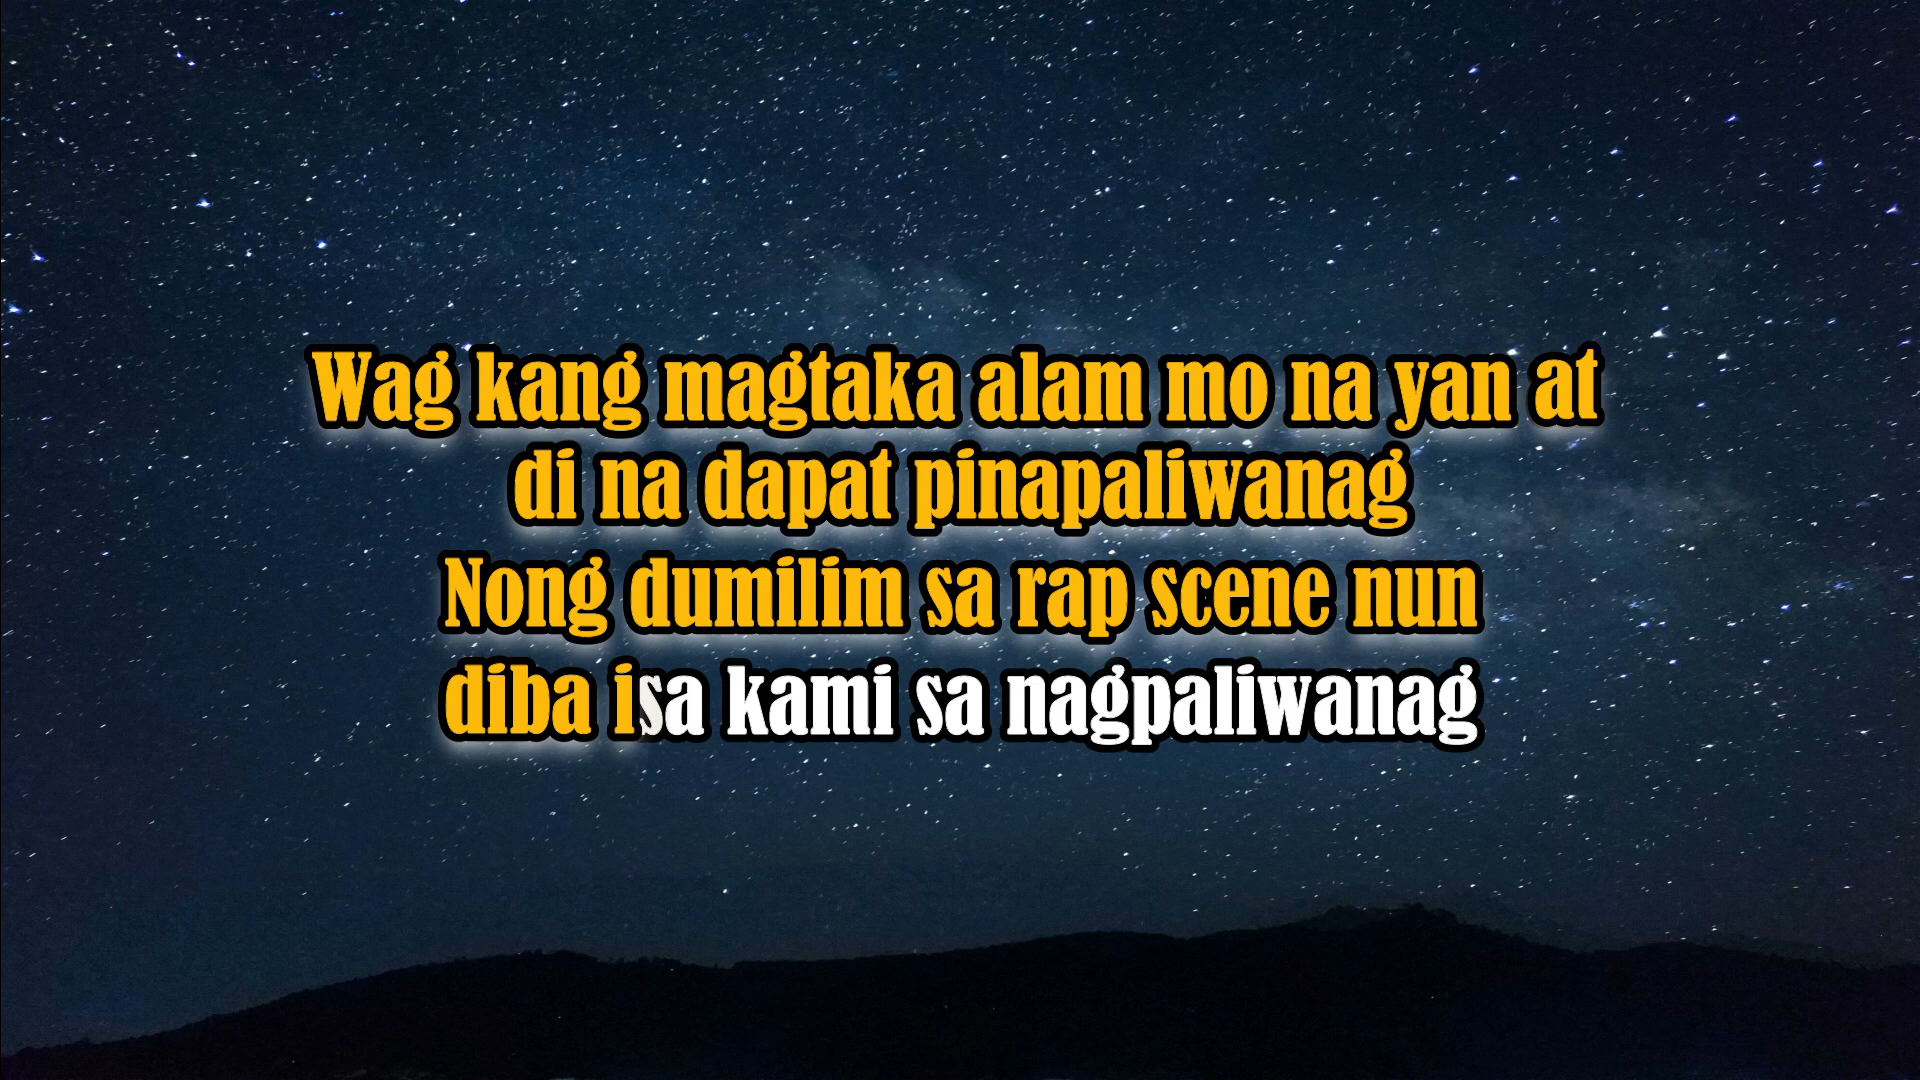 Wag kang magtaka alam mo na yan at
di na dapat pinapaliwanag
Nong dumilim sa rap scene nun
diba isa kami sa nagpaliwanag